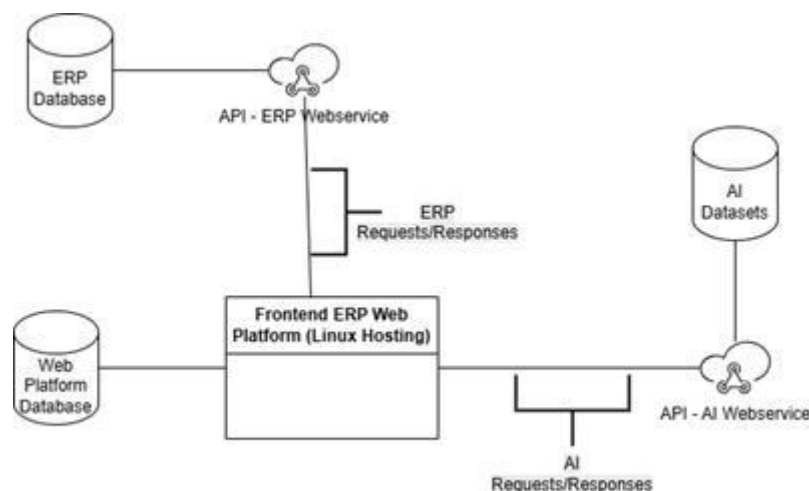 ERP
Database
API - ERP Webservice
AI
Datasets
ERP
Requests/Responses
Frontend ERP Web
Platform (Linux Hosting)
Web
Platform
Database
API - AI Webservice
AI
Requests/Responses